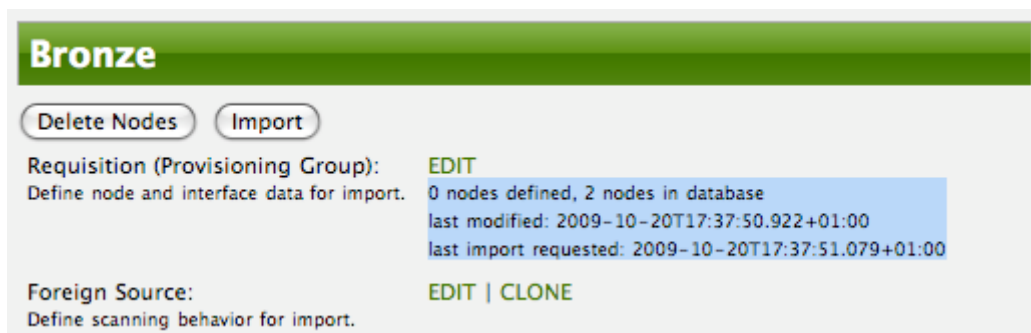 Bronze
Delete Nodes Import
Requisition (Provisioning Group): EDIT
Define node and interface data for import. 0 nodes defined, 2 nodes in database
last modified: 2009-10-20T17:37:50.922+01:00
last import requested: 2009-10-20T17:37:51.079+01:00
Foreign Source: EDIT | CLONE
Define scanning behavior for import.